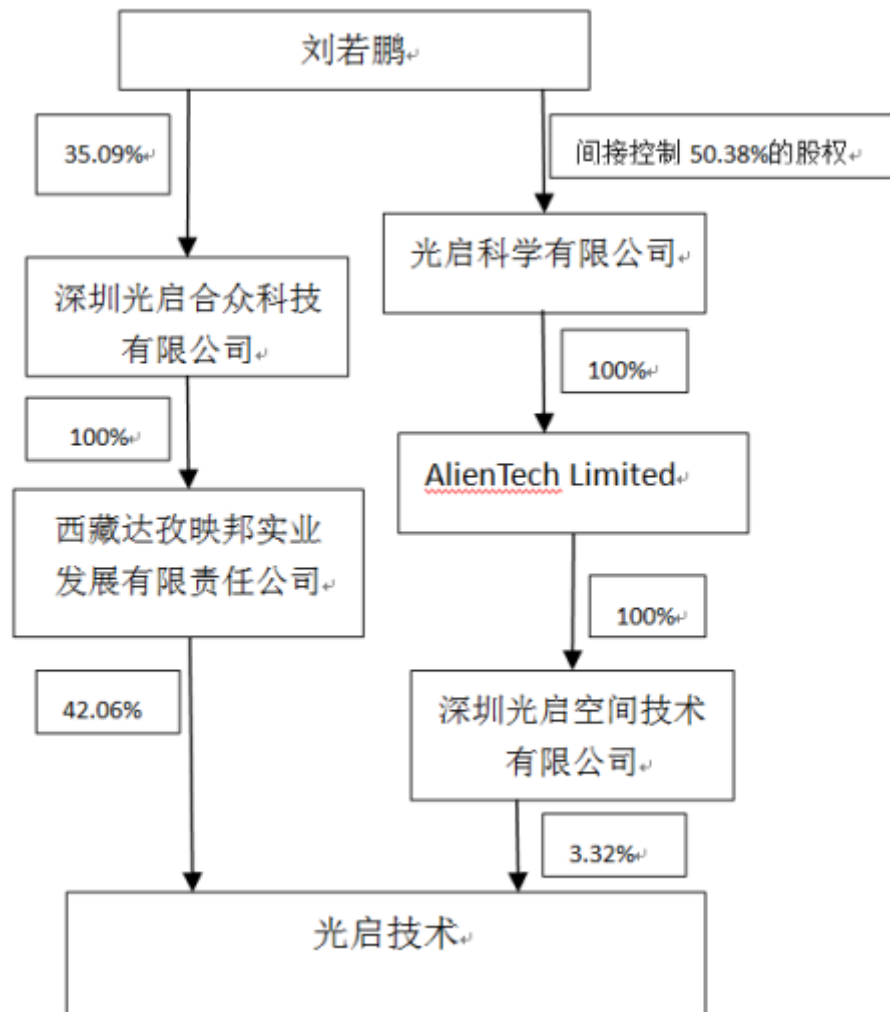 刘若鹏
35.09%
间接控制 50.38%的股权
光启科学有限公司
深圳光启合众科技
有限公司
100%
100%
AlienTech Limited
西藏达孜映邦实业
发展有限责任公司
100%
42.06%
深圳光启空间技术
有限公司
3.32%
光启技术